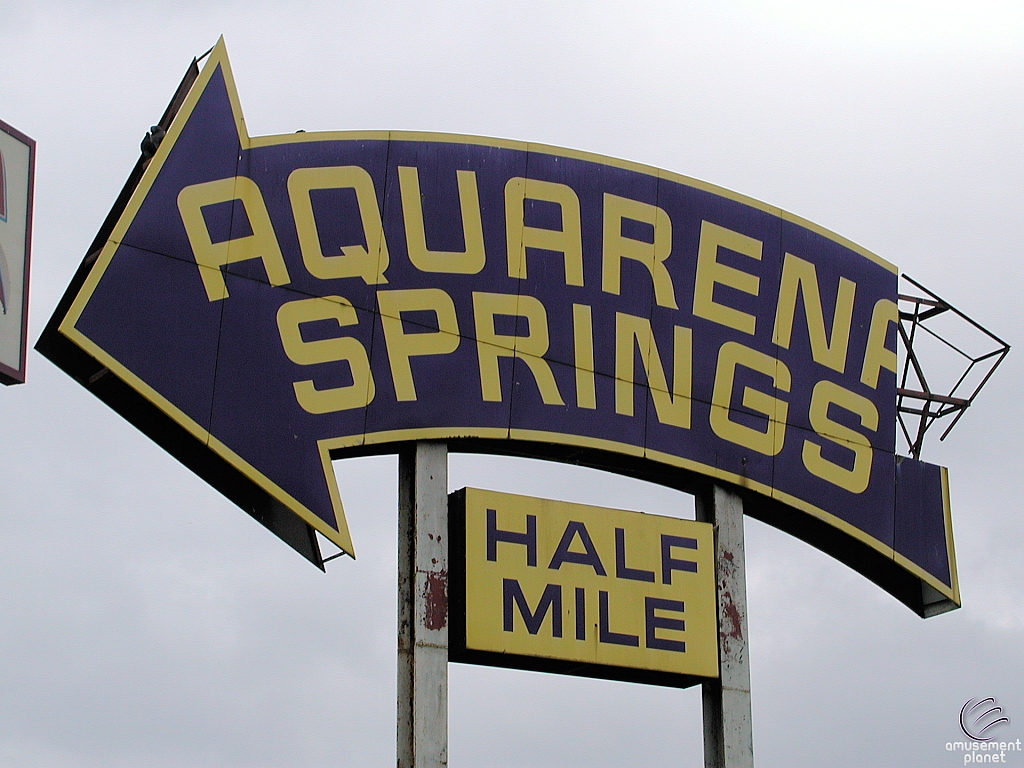 AQUARENA
SPRINGS
HALF
MILE
amusement
planet